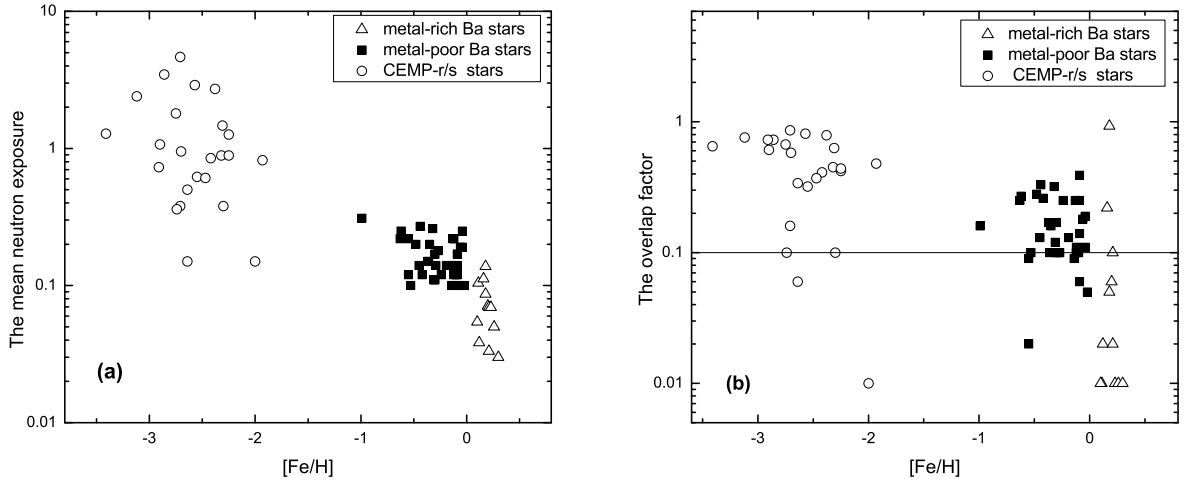 metal-rich Ba stars
metal-poor Ba stars
CEMP-r/s stars
10
1
0.1
0.01
The mean neutron exposure
(a)
-3
-2
-1
0
[Fe/H]
metal-rich Ba stars
metal-poor Ba stars
CEMP-r/s stars
1
0.1
0.01
The overlap factor
(b)
-3
-2
-1
0
[Fe/H]